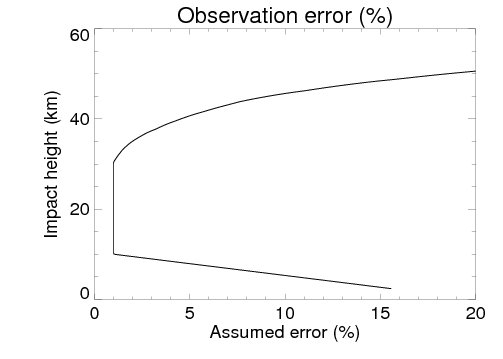 Observation error (%)
60
40
20
0
Impact height (km)
0 5 10 15 20
Assumed error (%)